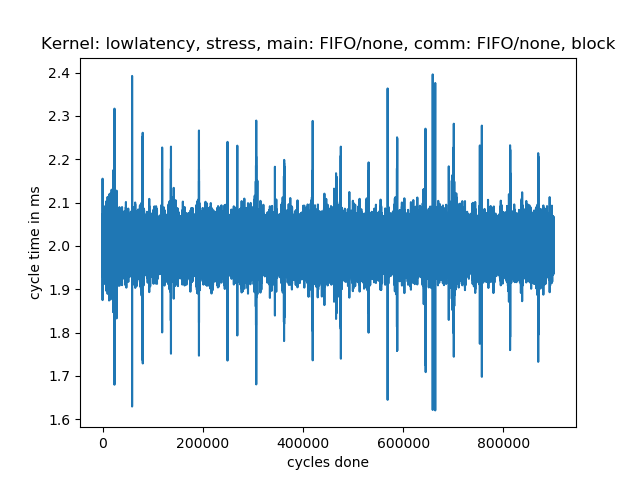 Kernel: lowlatency, stress, main: FIFO/none, comm: FIFO/none, block
2.4
2.3
2.2
2.1
2.0
1.9
1.8
1.7
1.6
cycle time in ms
0 200000 400000 600000 800000
cycles done